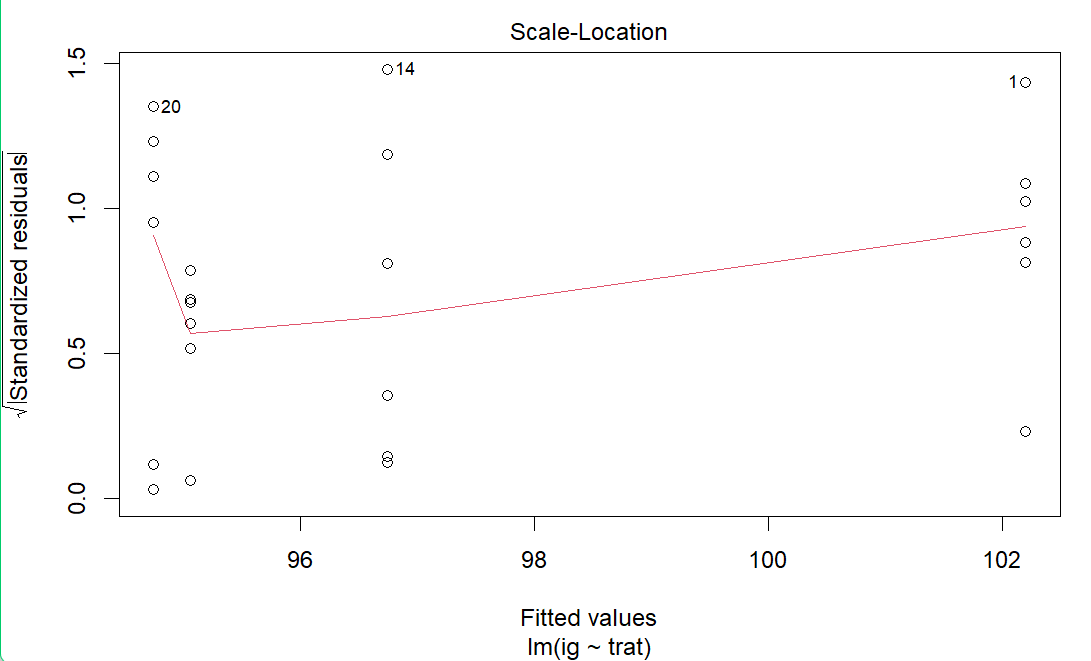 Scale-Location
√|Standardized residuals|
1.5
1.0
0.5
0.0
20
14
1
96
98
100
102
Fitted values
lm(ig ~ trat)